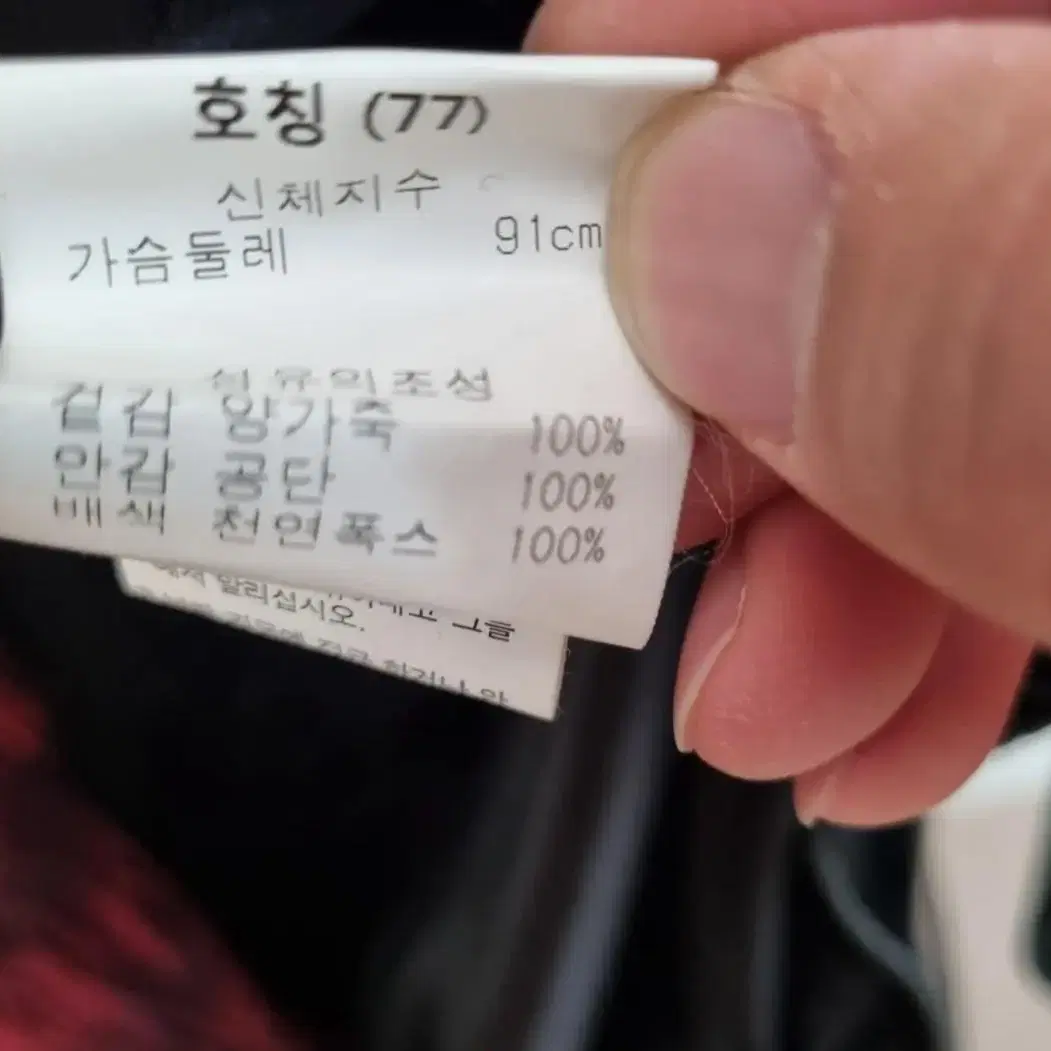 호칭 (77)
신체지수
가슴둘레 91cm
섬유의조성
겉감 양가죽 100%
안감 공단 100%
배색 천연폭스 100%
알리십시오. 그늘